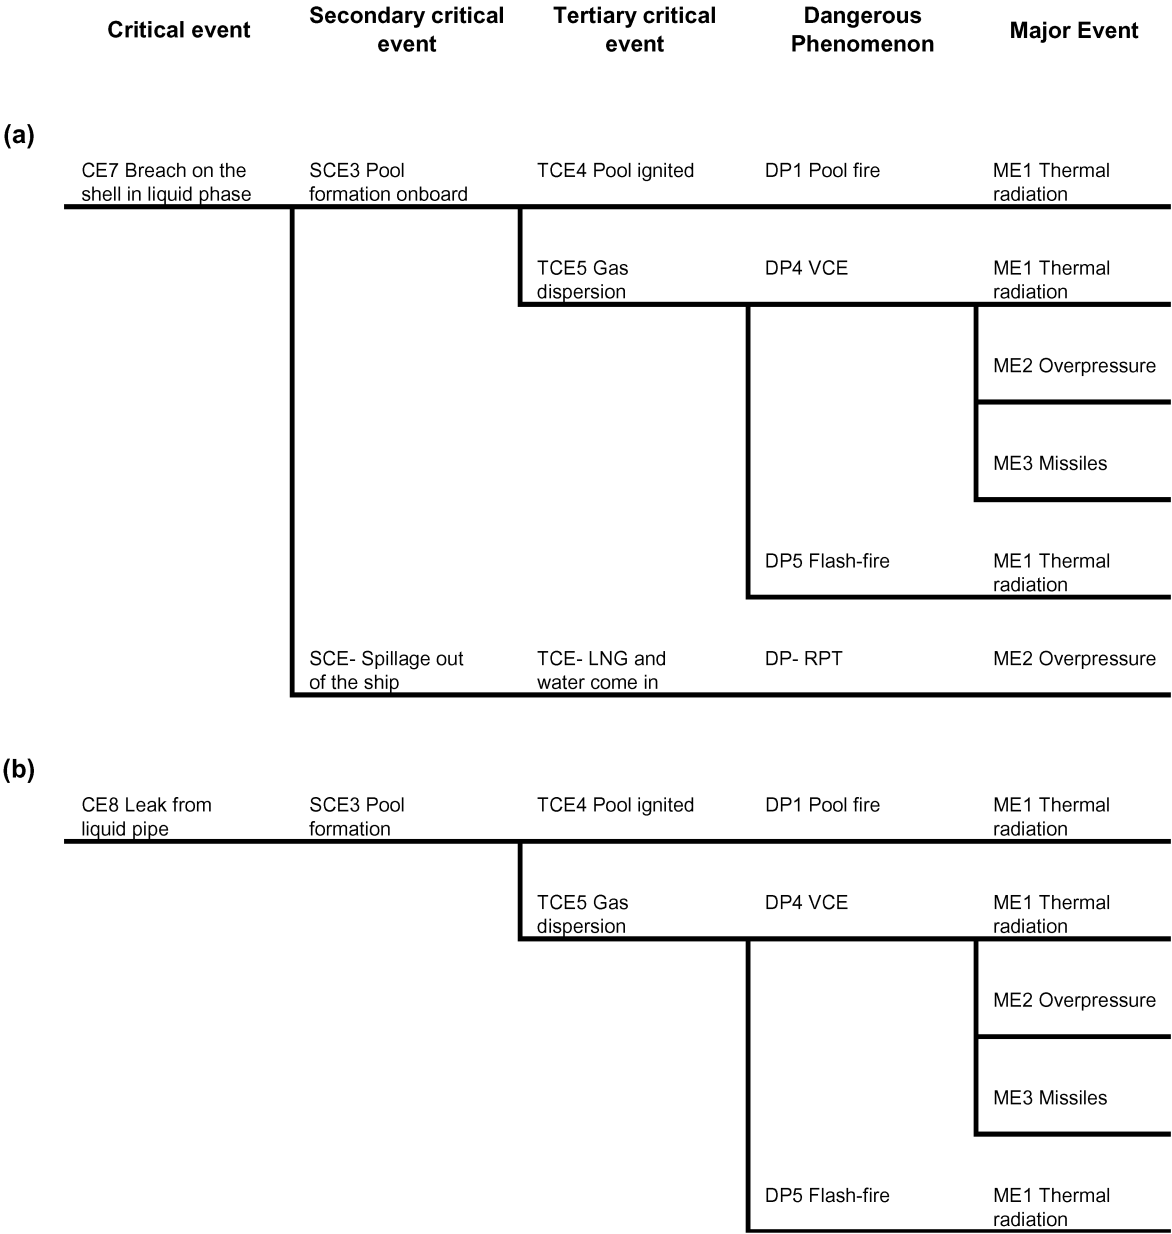 Critical event
Secondary critical
event
Tertiary critical
event
Dangerous
Phenomenon
Major Event
(a)
CE7 Breach on the
shell in liquid phase
SCE3 Pool
formation onboard
TCE4 Pool ignited
DP1 Pool fire
ME1 Thermal
radiation
TCE5 Gas
dispersion
DP4 VCE
ME1 Thermal
radiation
ME2 Overpressure
ME3 Missiles
DP5 Flash-fire
ME1 Thermal
radiation
SCE- Spillage out
of the ship
TCE- LNG and
water come in
DP- RPT
ME2 Overpressure
(b)
CE8 Leak from
liquid pipe
SCE3 Pool
formation
TCE4 Pool ignited
DP1 Pool fire
ME1 Thermal
radiation
TCE5 Gas
dispersion
DP4 VCE
ME1 Thermal
radiation
ME2 Overpressure
ME3 Missiles
DP5 Flash-fire
ME1 Thermal
radiation